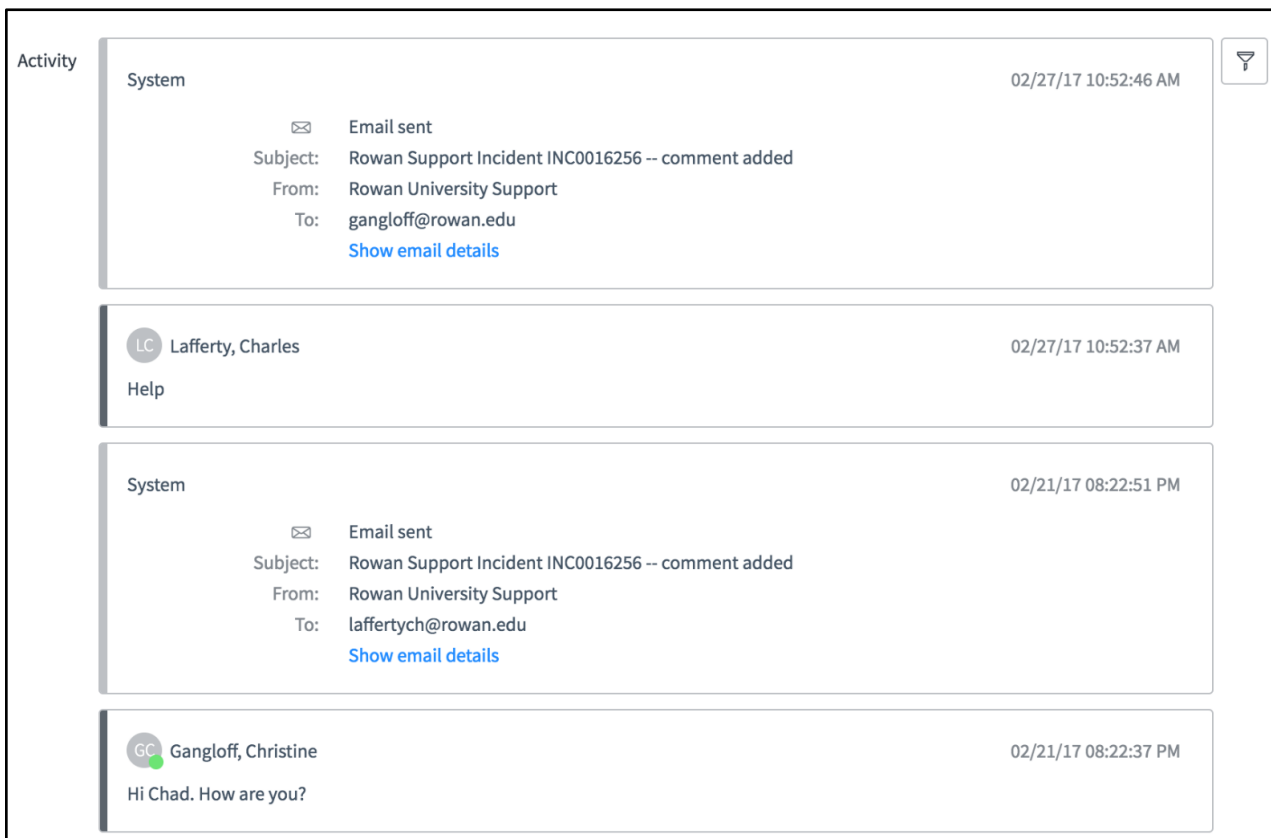 Activity
System 02/27/17 10:52:46 AM
Email sent
Subject: Rowan Support Incident INC0016256 -- comment added
From: Rowan University Support
To: gangloff@rowan.edu
Show email details
LC Lafferty, Charles 02/27/17 10:52:37 AM
Help
System 02/21/17 08:22:51 PM
Email sent
Subject: Rowan Support Incident INC0016256 -- comment added
From: Rowan University Support
To: laffertych@rowan.edu
Show email details
GC Gangloff, Christine 02/21/17 08:22:37 PM
Hi Chad. How are you?